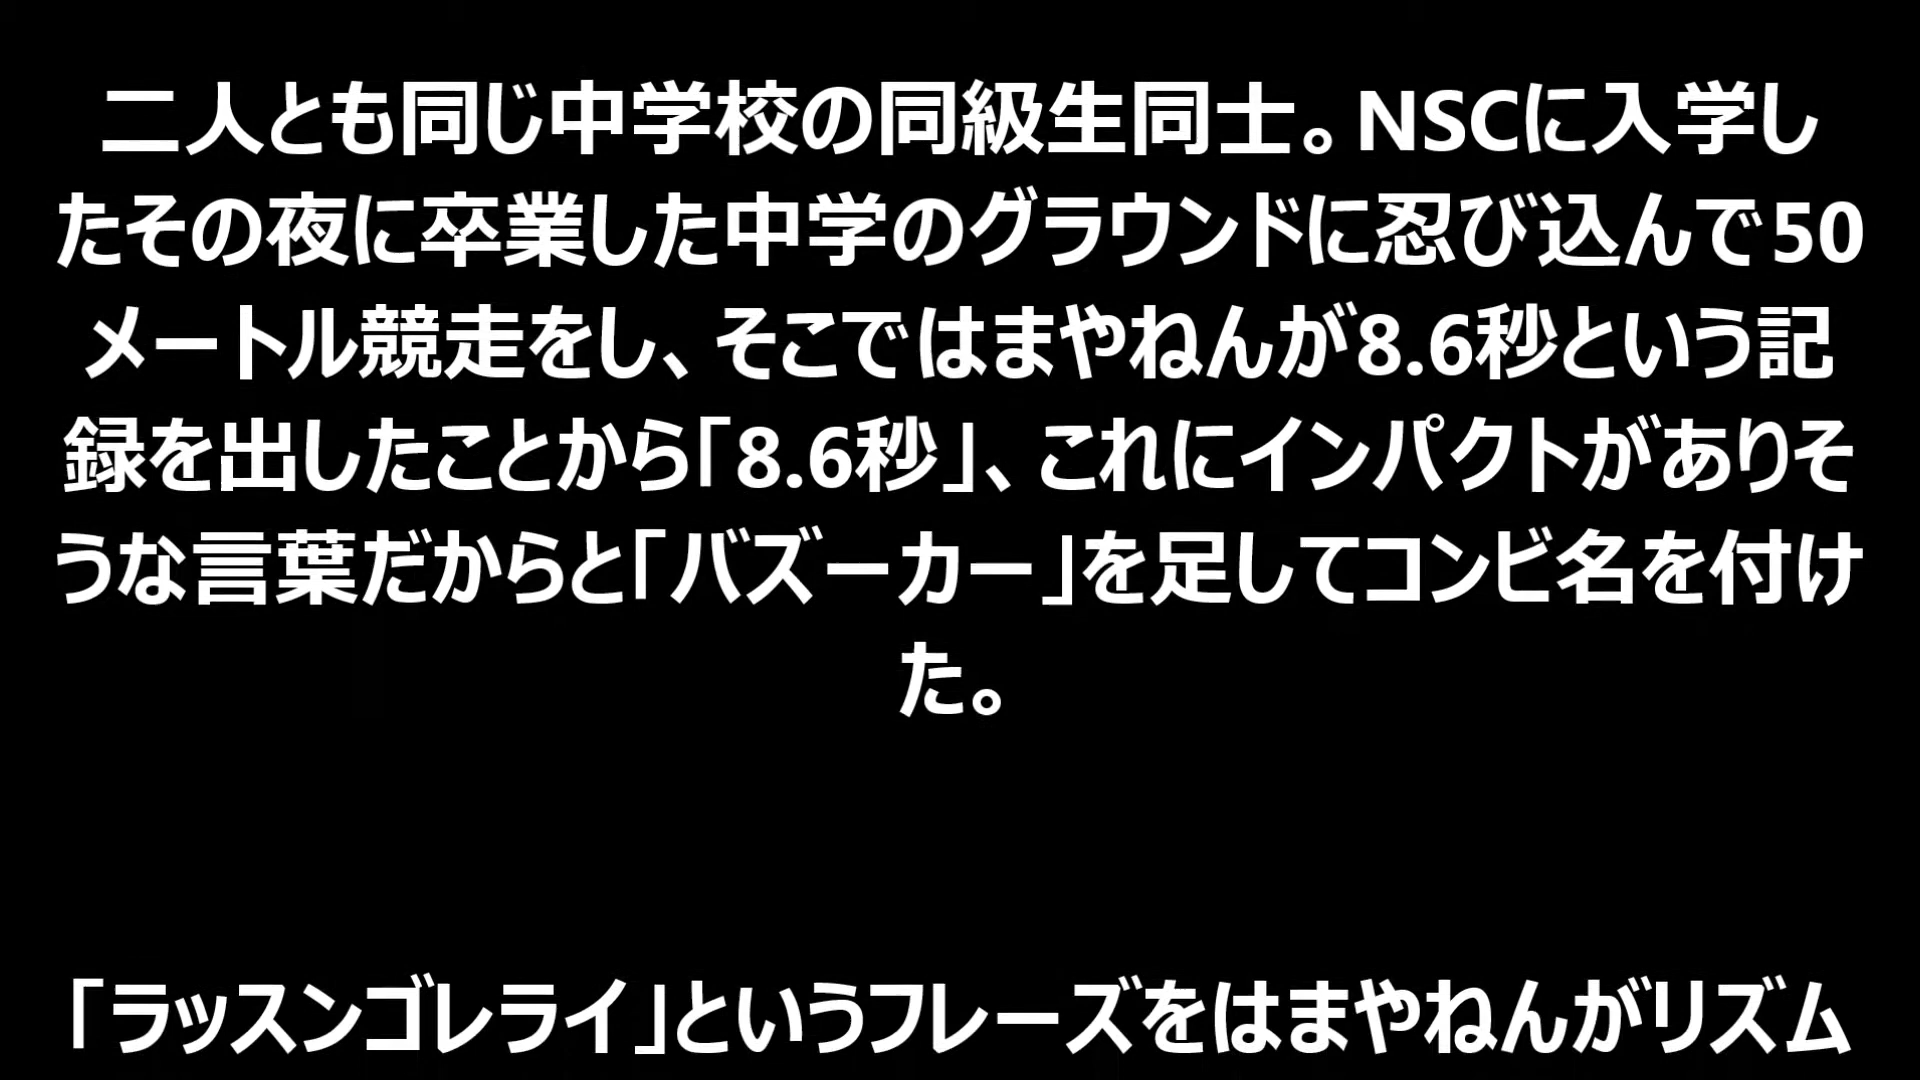 二人とも同じ中学校の同級生同士。NSCに入学し
たその夜に卒業した中学のグラウンドに忍び込んで50
メートル競走をし、そこではまやねんが8.6秒という記
録を出したことから「8.6秒」、これにインパクトがありそ
うな言葉だからと「バズーカー」を足してコンビ名を付け
た。
「ラッスンゴレライ」というフレーズをはまやねんがリズム